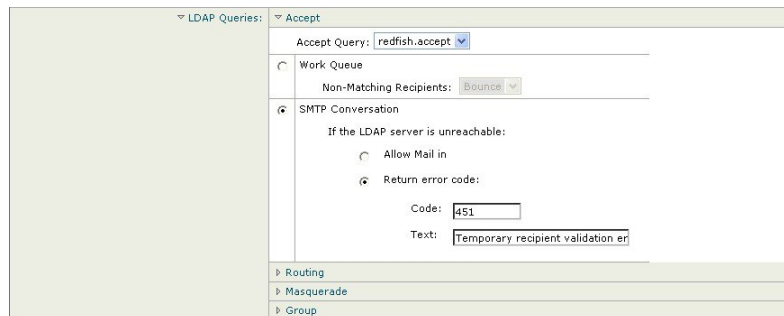 LDAP Queries:
Accept
Accept Query: redfish.accept
Work Queue
Non-Matching Recipients: Bounce
SMTP Conversation
If the LDAP server is unreachable:
Allow Mail in
Return error code:
Code: 451
Text: Temporary recipient validation er
Routing
Masquerade
Group